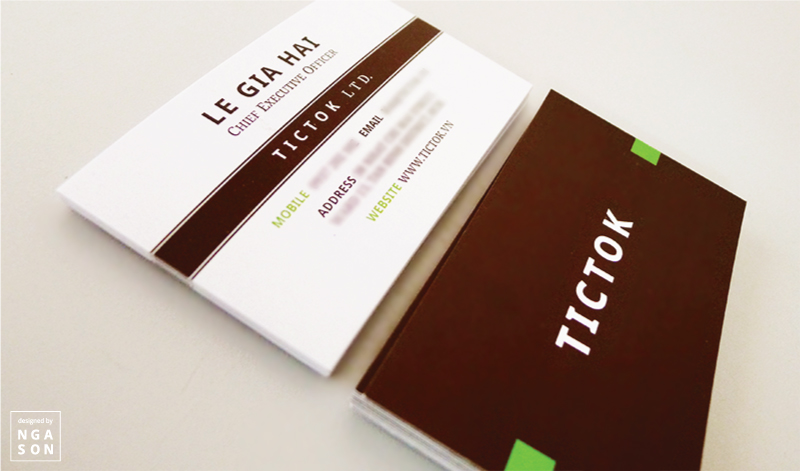 LE GIA HAI
CHIEF EXECUTIVE OFFICER
TICTOK LTD.
MOBILE
EMAIL
ADDRESS
WEBSITE WWW.TICTOK.VN
TICTOK
designed by
NGA
SON